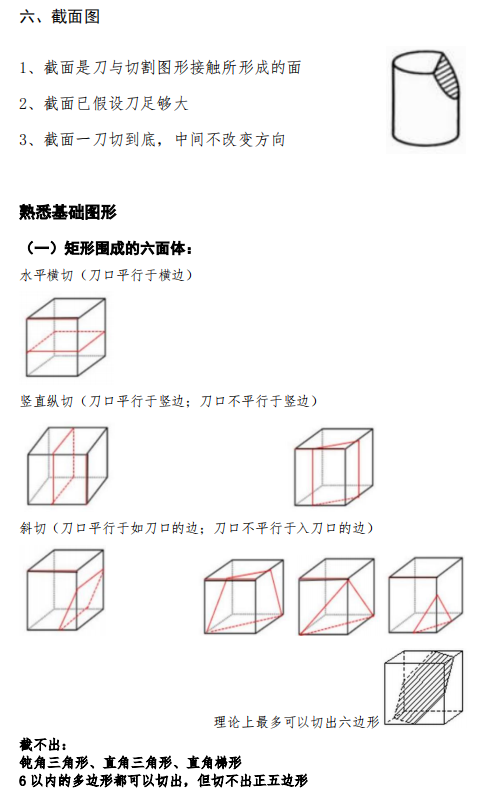 六、截面图
1、截面是刀与切割图形接触所形成的面
2、截面已假设刀足够大
3、截面一刀切到底，中间不改变方向
熟悉基础图形
（一）矩形围成的六面体：
水平横切（刀口平行于横边）
竖直纵切（刀口平行于竖边；刀口不平行于竖边）
斜切（刀口平行于如刀口的边；刀口不平行于入刀口的边）
理论上最多可以切出六边形
截不出：
钝角三角形、直角三角形、直角梯形
6以内的多边形都可以切出，但切不出正五边形